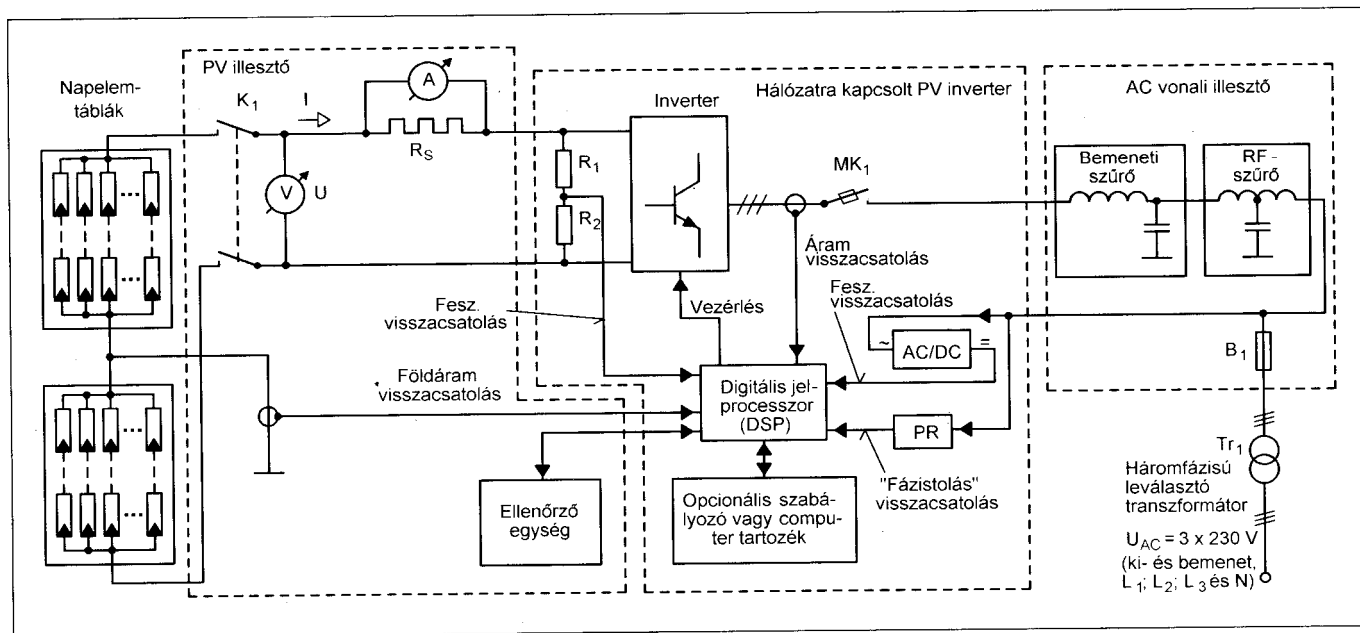 Napelem-
táblák
PV illesztő
K1
I
A
RS
V
U
Hálózatra kapcsolt PV inverter
Inverter
R1
R2
MK1
Fesz.
visszacsatolás
Vezérlés
Áram
visszacsatolás
Fesz.
visszacsatolás
~
AC/DC
=
Földáram
visszacsatolás
Digitális jel-
processzor
(DSP)
PR
"Fázistolás"
visszacsatolás
Ellenőrző
egység
Opcionális szabá-
lyozó vagy compu-
ter tartozék
AC vonali illesztő
Bemeneti
szűrő
RF -
szűrő
B1
Tr1
Háromfázisú
leválasztó
transzformátor
UAC = 3 x 230 V
(ki- és bemenet,
L1; L2; L3 és N)